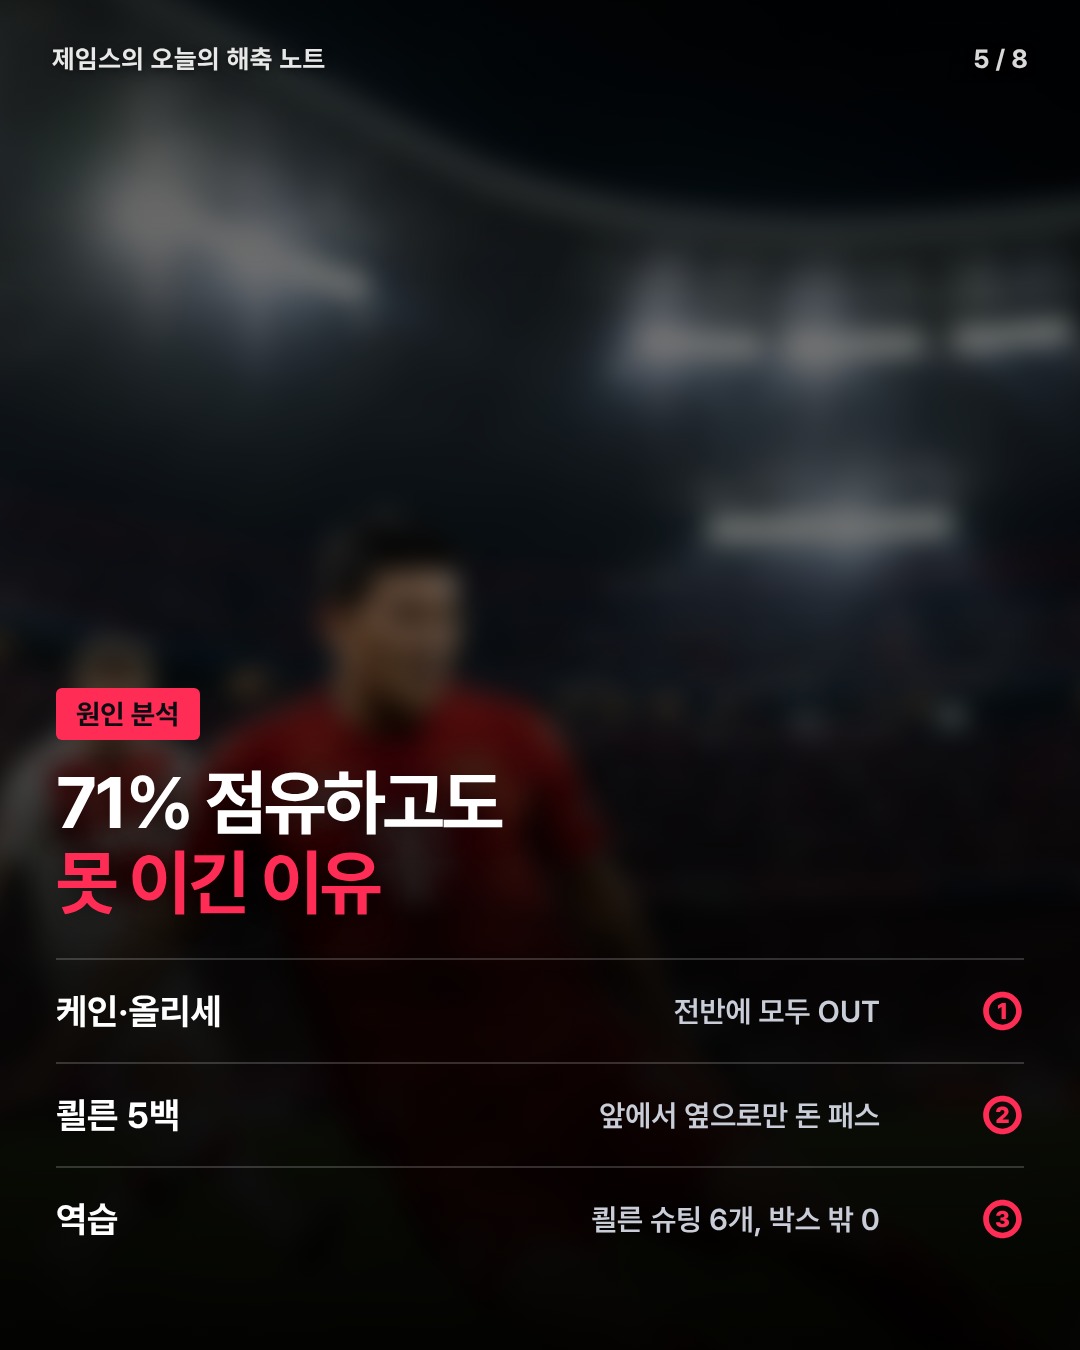 제임스의 오늘의 해축 노트
5 / 8
원인 분석
71% 점유하고도
못 이긴 이유
케인·올리세 전반에 모두 OUT ①
쾰른 5백 앞에서 옆으로만 돈 패스 ②
역습 쾰른 슈팅 6개, 박스 밖 0 ③